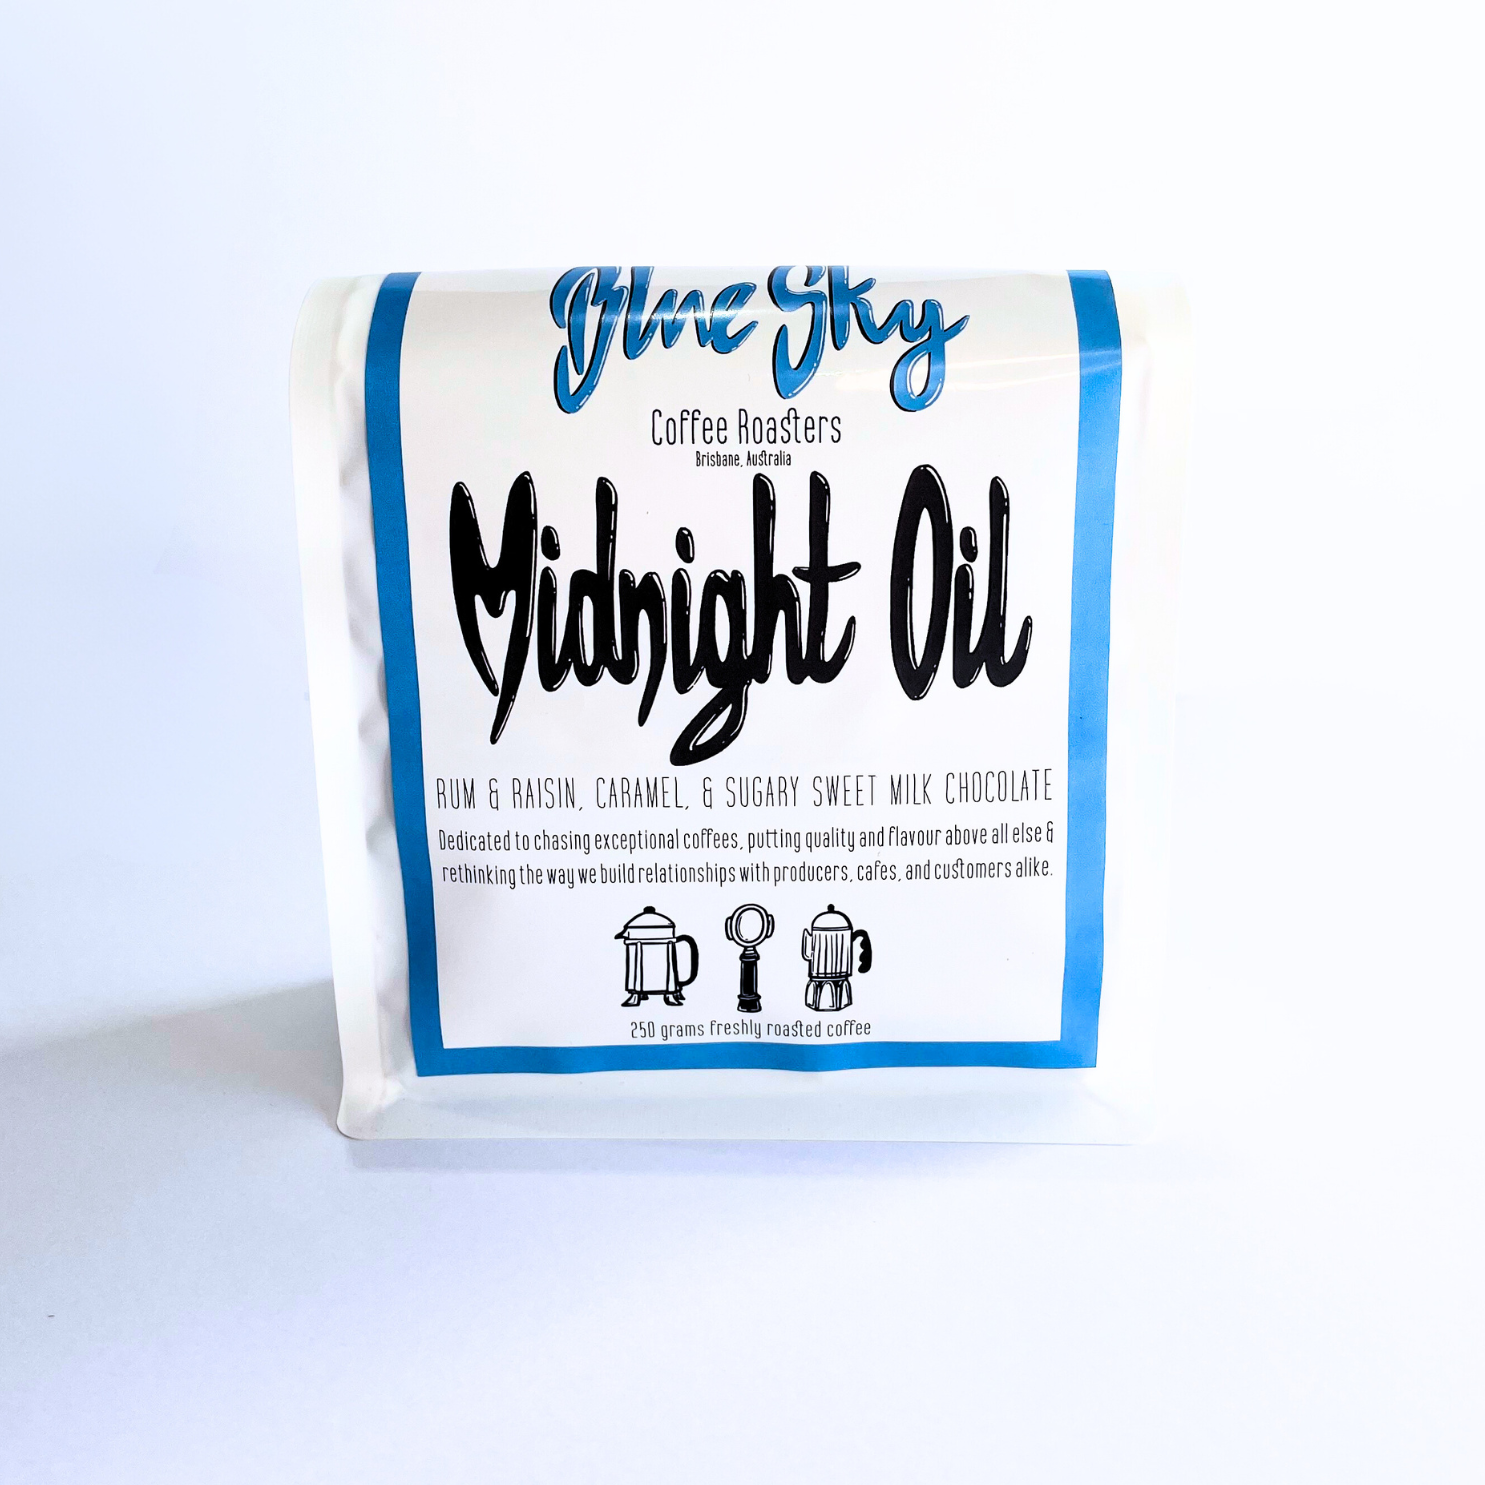 Blue Sky
Coffee Roasters
Brisbane, Australia
Midnight Oil
RUM & RAISIN, CARAMEL, & SUGARY SWEET MILK CHOCOLATE
Dedicated to chasing exceptional coffees, putting quality and flavour above all else &
rethinking the way we build relationships with producers, cafes, and customers alike.
250 grams freshly roasted coffee